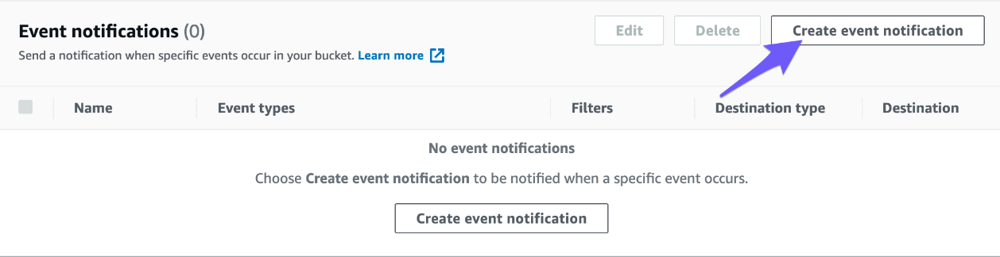 Event notifications (0)
Edit
Delete
Create event notification
Send a notification when specific events occur in your bucket. Learn more
Name
Event types
Filters
Destination type
Destination
No event notifications
Choose Create event notification to be notified when a specific event occurs.
Create event notification